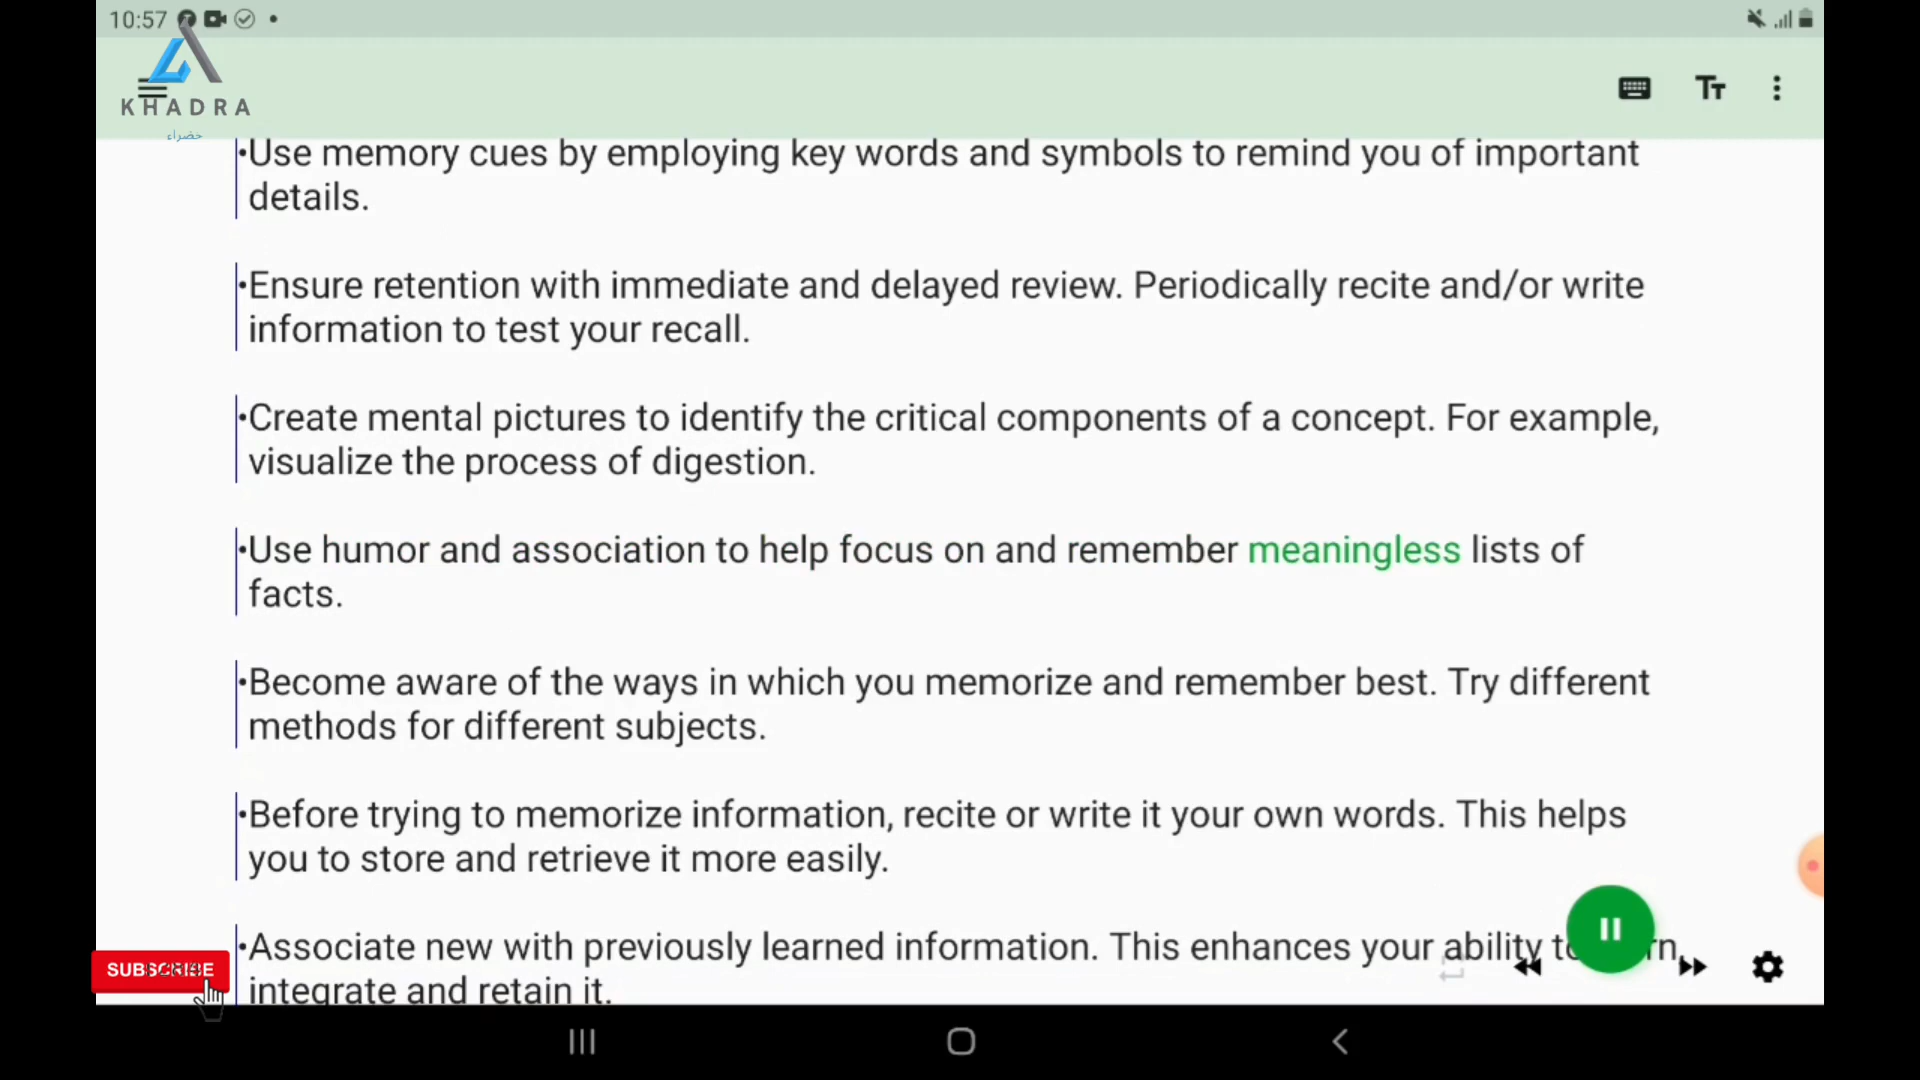 10:57
KHADRA
حضراء
•Use memory cues by employing key words and symbols to remind you of important
details.
•Ensure retention with immediate and delayed review. Periodically recite and/or write
information to test your recall.
•Create mental pictures to identify the critical components of a concept. For example,
visualize the process of digestion.
•Use humor and association to help focus on and remember meaningless lists of
facts.
•Become aware of the ways in which you memorize and remember best. Try different
methods for different subjects.
•Before trying to memorize information, recite or write it your own words. This helps
you to store and retrieve it more easily.
•Associate new with previously learned information. This enhances your ability
integrate and retain it.
SUBSCRIBE